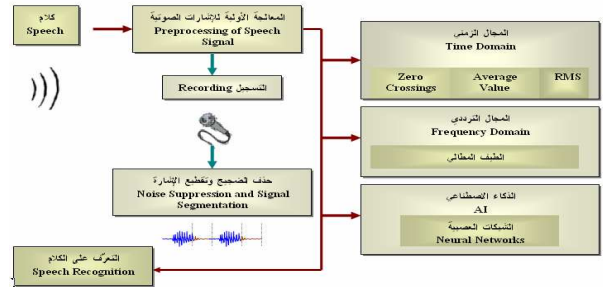 كلام
Speech
المعالجة الأولية للإشارات الصوتية
Preprocessing of Speech
Signal
التسجيل Recording
حذف الضجيج وتقطيع الإشارة
Noise Suppression and Signal
Segmentation
التعرّف على الكلام
Speech Recognition
المجال الزمني
Time Domain
Zero Crossings
Average Value
RMS
المجال الترددي
Frequency Domain
الطيف المطالي
الذكاء الاصطناعي
AI
الشبكات العصبية
Neural Networks